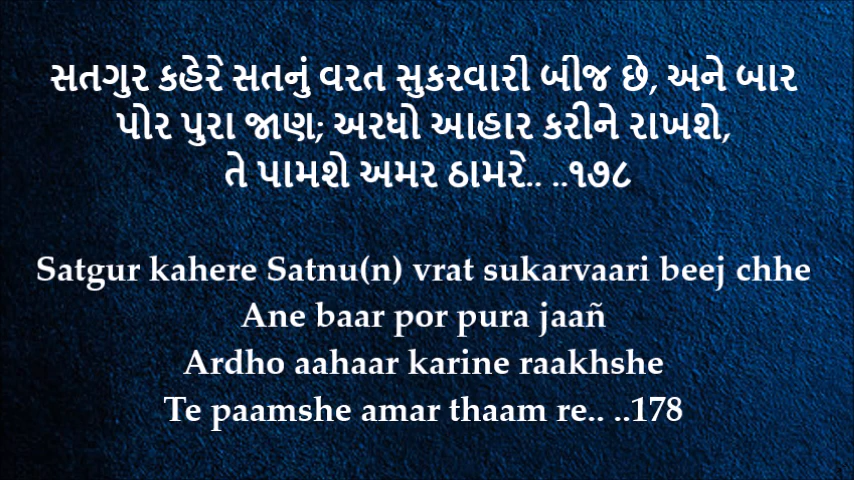 સતગુર કહેરે સતનું વરત સુકરવારી બીજ છે, અને બાર
પોર પુરા જાણ; અરધો આહાર કરીને રાખશે,
તે પામશે અમર ઠામરે.. ..૧૭૮
Satgur kahere Satnu(n) vrat sukarvaari beej chhe
Ane baar por pura jaañ
Ardho aahaar karine raakhshe
Te paamshe amar thaam re.. ..178